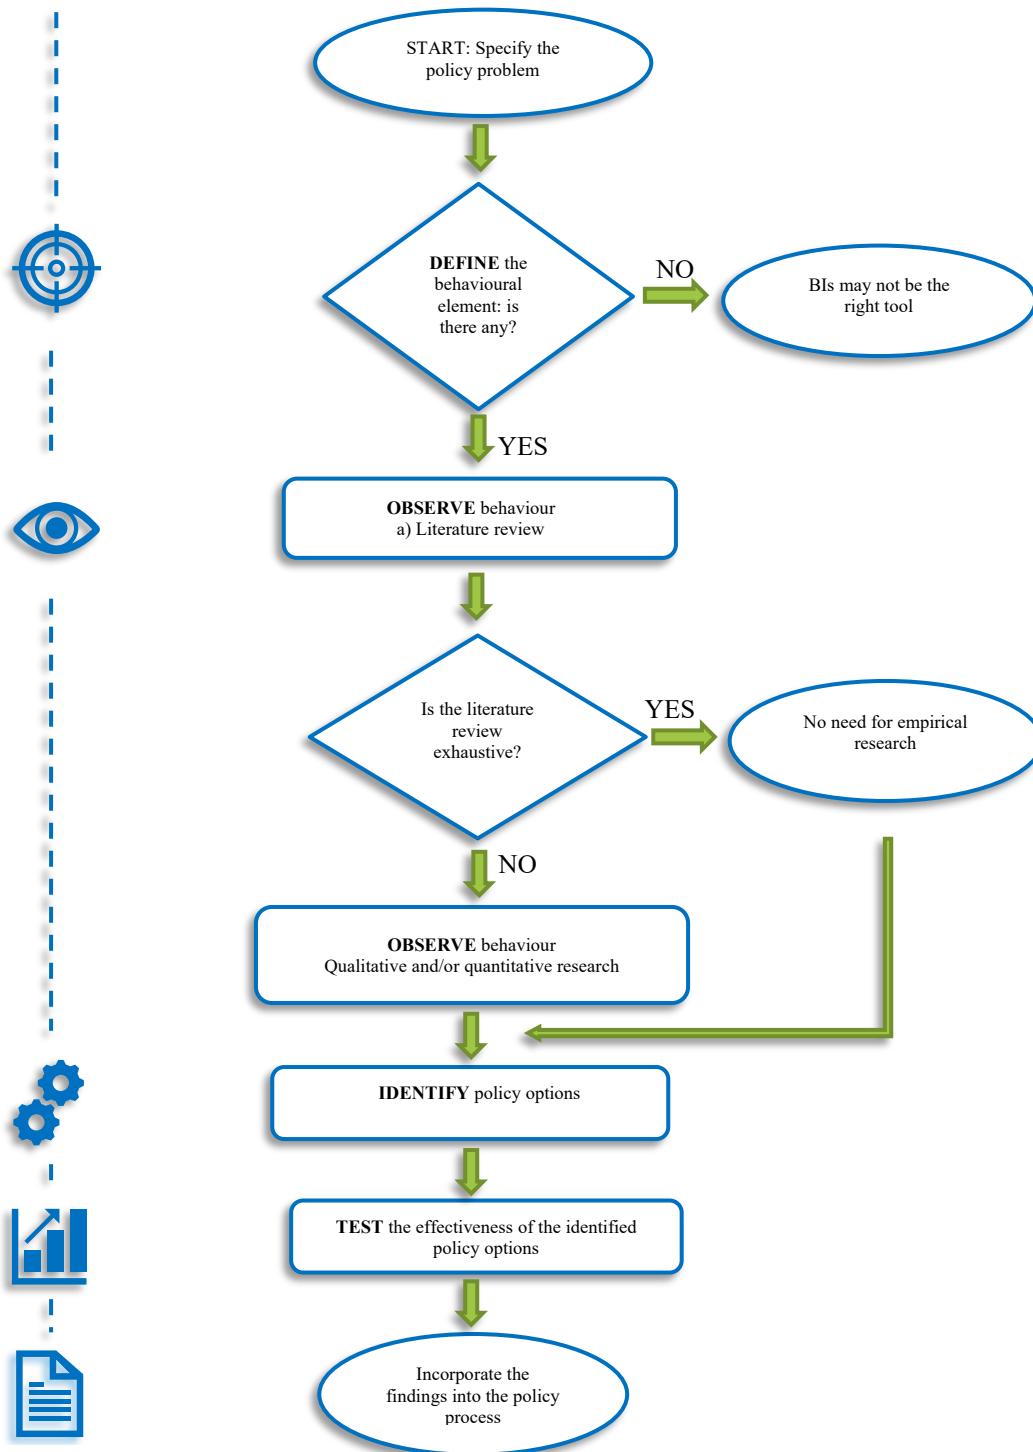 START: Specify the
policy problem
DEFINE the
behavioural
element: is
there any?
NO
BIs may not be the
right tool
YES
OBSERVE behaviour
a) Literature review
Is the literature
review
exhaustive?
YES
No need for empirical
research
NO
OBSERVE behaviour
Qualitative and/or quantitative research
IDENTIFY policy options
TEST the effectiveness of the identified
policy options
Incorporate the
findings into the policy
process